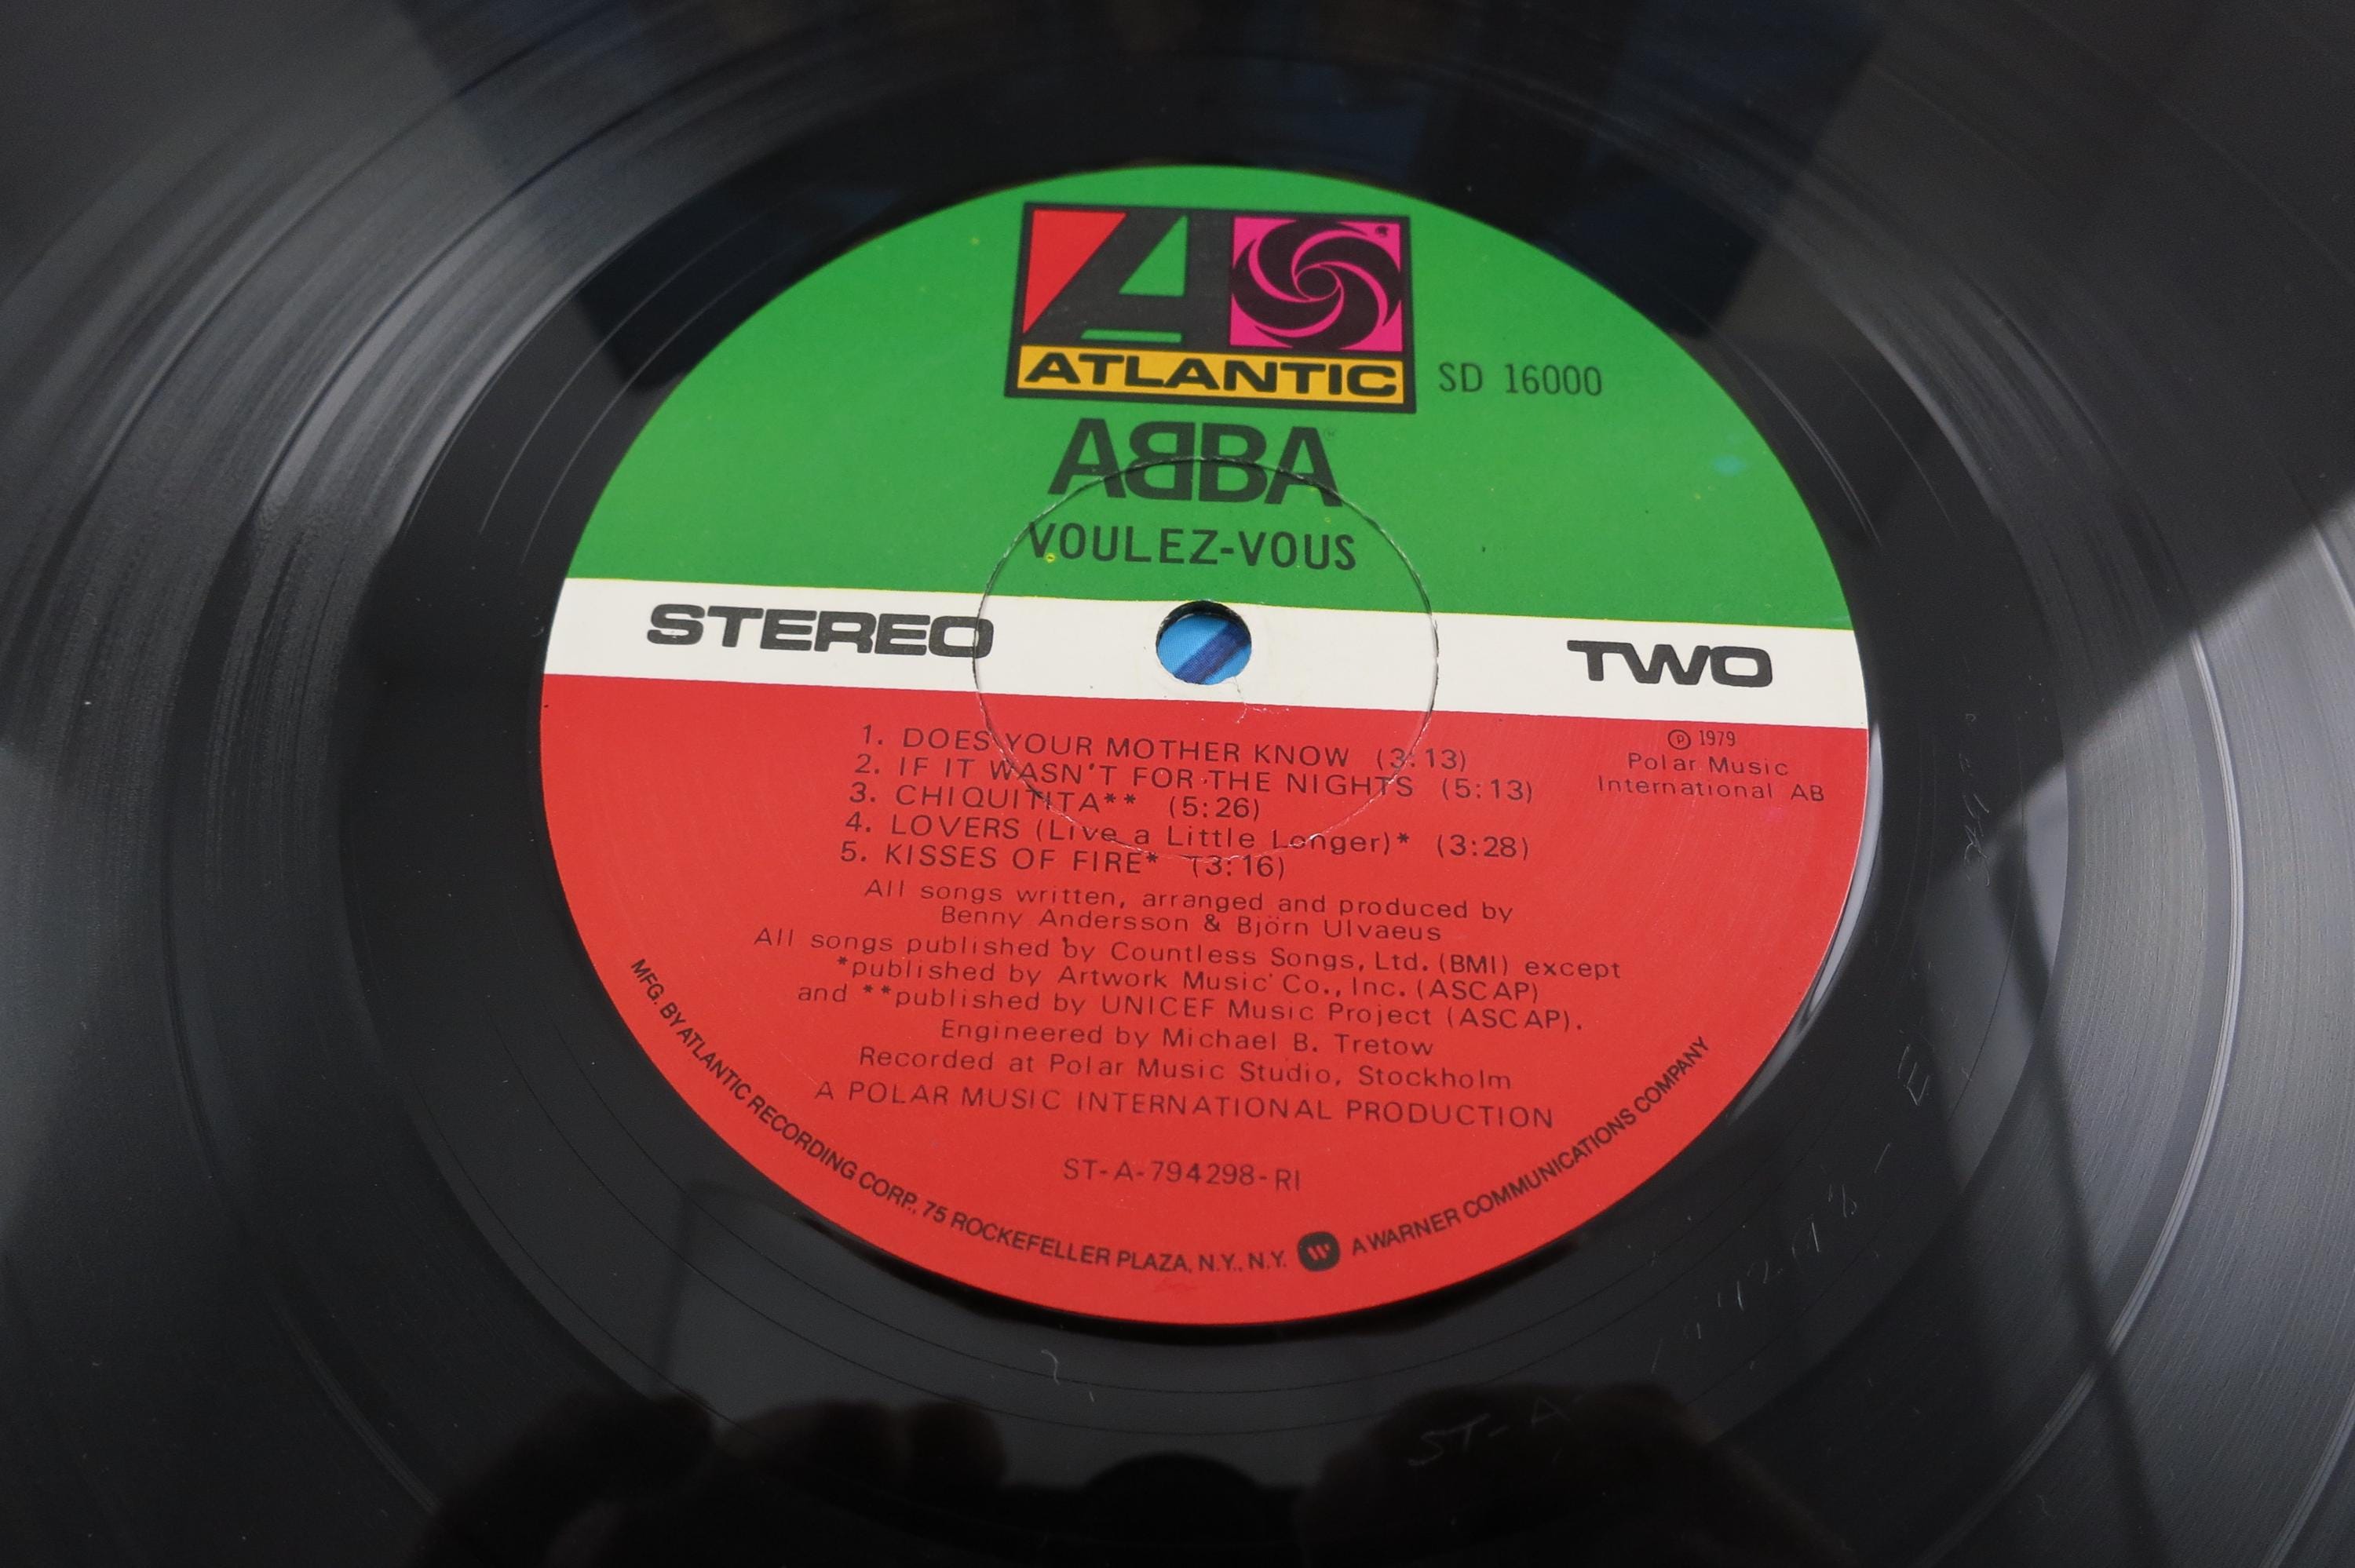 ATLANTIC
SD 16000
ABBA
VOULEZ-VOUS
STEREO
TWO
1. DOES YOUR MOTHER KNOW (3:13)
2. IF IT WASN'T FOR THE NIGHTS (5:13)
3. CHIQUITITA** (5:26)
4. LOVERS (Live a Little Longer)* (3:28)
5. KISSES OF FIRE* (3:16)
℗ 1979
Polar Music
International AB
All songs written, arranged and produced by
Benny Andersson & Björn Ulvaeus
All songs published by Countless Songs, Ltd. (BMI) except
*published by Artwork Music Co., Inc. (ASCAP)
and **published by UNICEF Music Project (ASCAP).
Engineered by Michael B. Tretow
Recorded at Polar Music Studio, Stockholm
A POLAR MUSIC INTERNATIONAL PRODUCTION
ST-A-794298-RI
MFG. BY ATLANTIC RECORDING CORP., 75 ROCKEFELLER PLAZA, N.Y., N.Y. A WARNER COMMUNICATIONS COMPANY
ST-A-